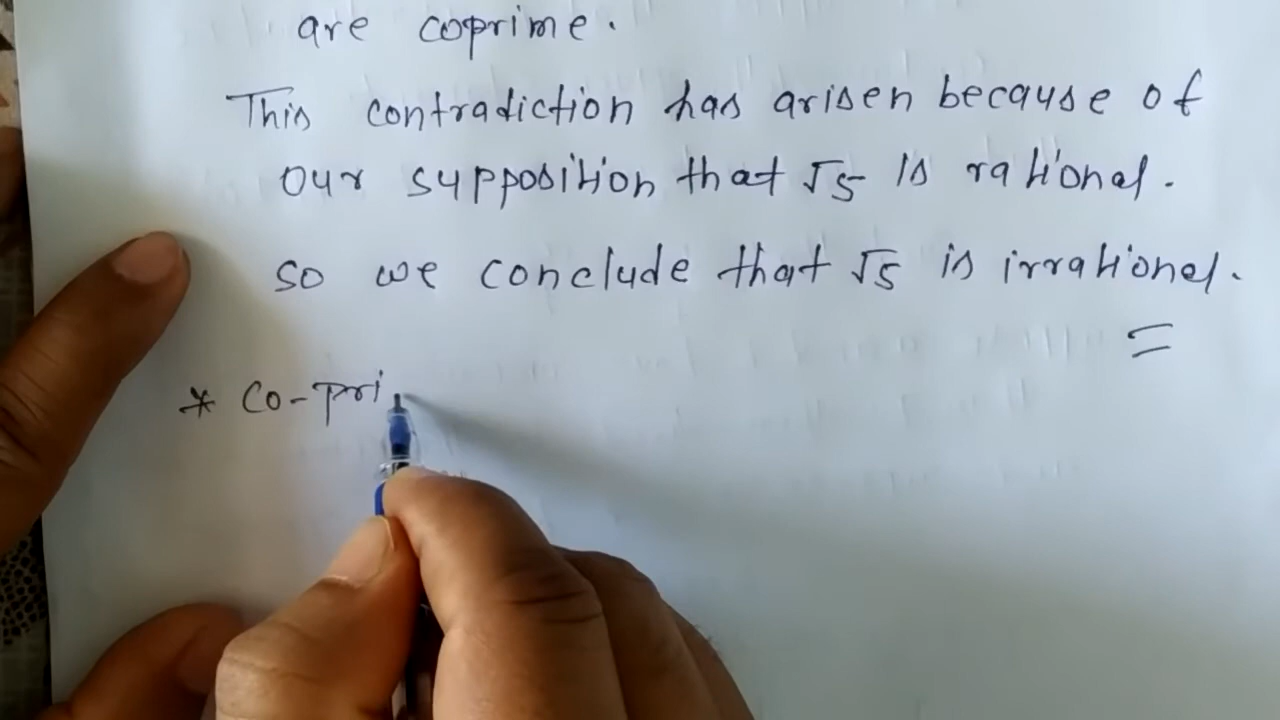 are coprime.
This contradiction has arisen because of
our supposition that √5 is rational.
so we conclude that √5 is irrational.
=
* Co-pri